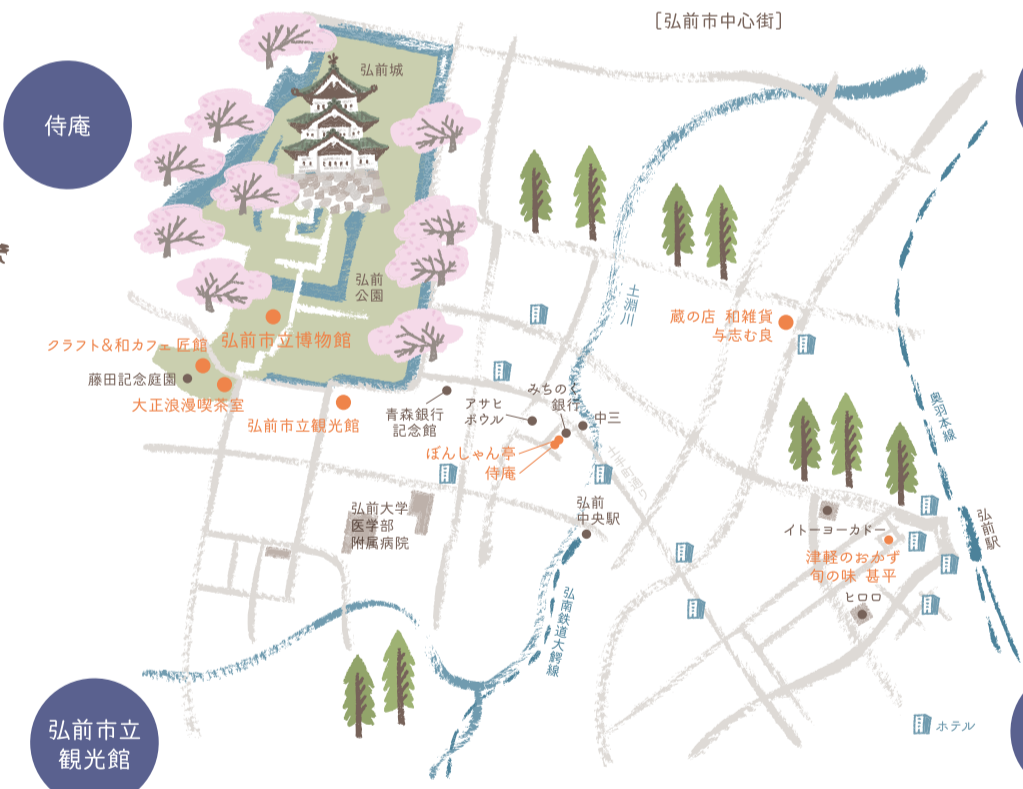 [弘前市中心街]
弘前城
侍庵
弘前
公園
土淵川
蔵の店 和雑貨
与志む良
弘前市立博物館
クラフト&和カフェ 匠館
藤田記念庭園
大正浪漫喫茶室
弘前市立観光館
青森銀行
記念館
アサヒ
ボウル
みちのく
銀行
中三
ぼんしゃん亭
侍庵
土手町通り
奥羽本線
弘前大学
医学部
附属病院
弘前
中央駅
イトーヨーカドー
弘前駅
津軽のおかず
旬の味 甚平
ヒロロ
弘南鉄道大鰐線
弘前市立
観光館
ホテル